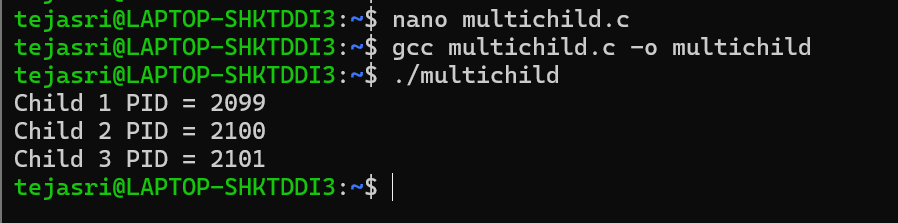 tejasri@LAPTOP-SHKTDDI3:~$ nano multichild.c
tejasri@LAPTOP-SHKTDDI3:~$ gcc multichild.c -o multichild
tejasri@LAPTOP-SHKTDDI3:~$ ./multichild
Child 1 PID = 2099
Child 2 PID = 2100
Child 3 PID = 2101
tejasri@LAPTOP-SHKTDDI3:~$